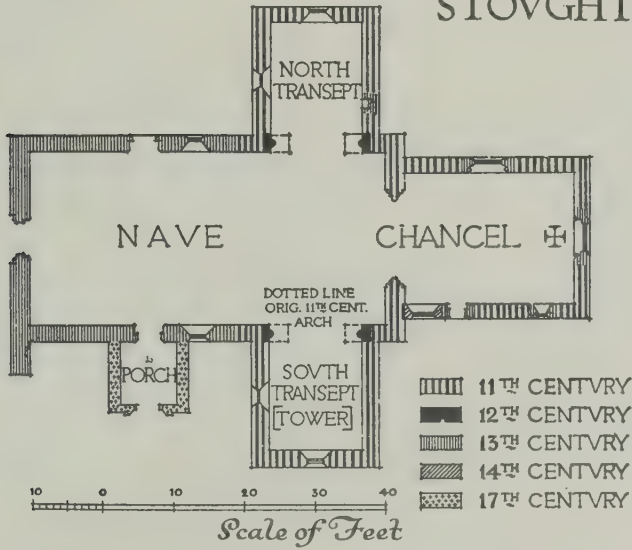 STOVGHT
NORTH
TRANSEPT
NAVE
CHANCEL
DOTTED LINE
ORIG. 11TH CENT.
ARCH
PORCH
SOVTH
TRANSEPT
[TOWER]
11TH CENTVRY
12TH CENTVRY
13TH CENTVRY
14TH CENTVRY
17TH CENTVRY
10 0 10 20 30 40
Scale of Feet